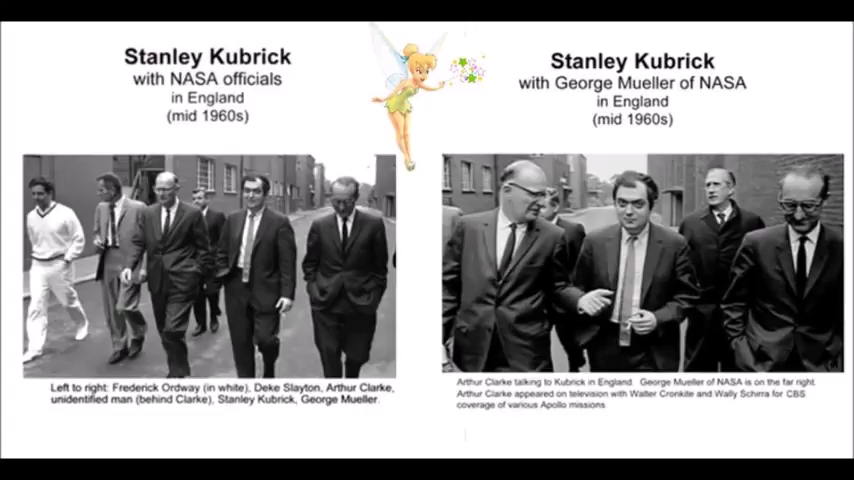 Stanley Kubrick
with NASA officials
in England
(mid 1960s)
Left to right: Frederick Ordway (in white), Deke Slayton, Arthur Clarke,
unidentified man (behind Clarke), Stanley Kubrick, George Mueller.
Stanley Kubrick
with George Mueller of NASA
in England
(mid 1960s)
Arthur Clarke talking to Kubrick in England. George Mueller of NASA is on the far right.
Arthur Clarke appeared on television with Walter Cronkite and Wally Schirra for CBS
coverage of various Apollo missions.